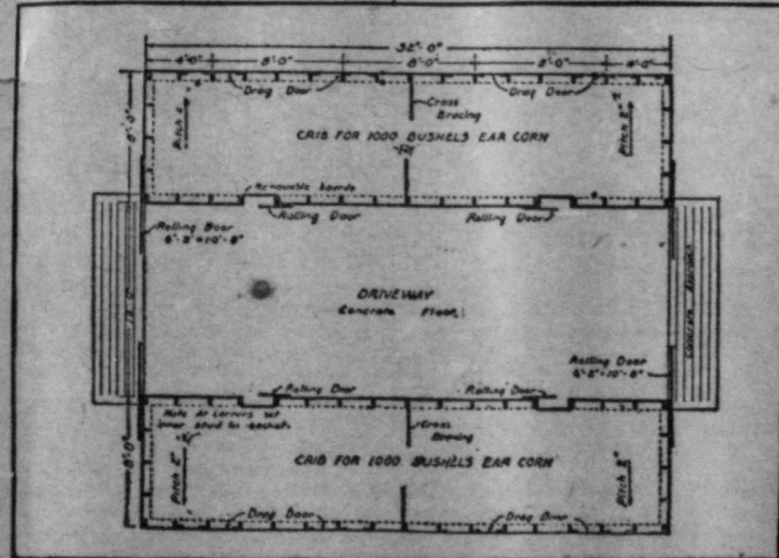 32'-0"
4'-0" 8'-0" 8'-0" 8'-0" 4'-0"
Drag Door
Drag Door
Cross
Bracing
Pitch 2"
Pitch 2"
8'-0"
CRIB FOR 1000 BUSHELS EAR CORN
Removable boards
Rolling Door
Rolling Door
Rolling Door
6'-2" × 10'-8"
DRIVEWAY
Concrete Floor
Rolling Door
6'-2" × 10'-8"
Rolling Door
Rolling Door
Note At corners set
inner stud for
Cross
Bracing
8'-0"
CRIB FOR 1000 BUSHELS EAR CORN
Pitch 2"
Pitch 2"
Drag Door
Drag Door